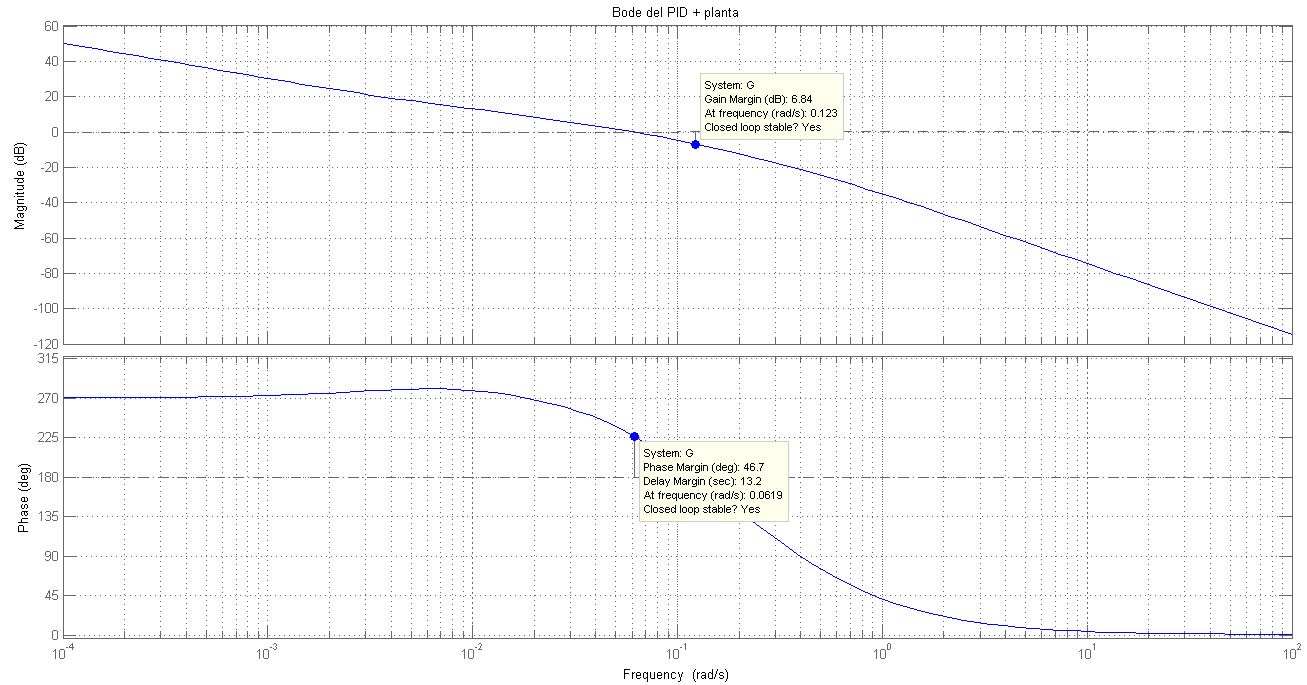 Bode del PID + planta
60
40
20
0
-20
-40
-60
-80
-100
-120
Magnitude (dB)
System: G
Gain Margin (dB): 6.84
At frequency (rad/s): 0.123
Closed loop stable? Yes
315
270
225
180
135
90
45
0
Phase (deg)
System: G
Phase Margin (deg): 46.7
Delay Margin (sec): 13.2
At frequency (rad/s): 0.0619
Closed loop stable? Yes
10^-4 10^-3 10^-2 10^-1 10^0 10^1 10^2
Frequency (rad/s)